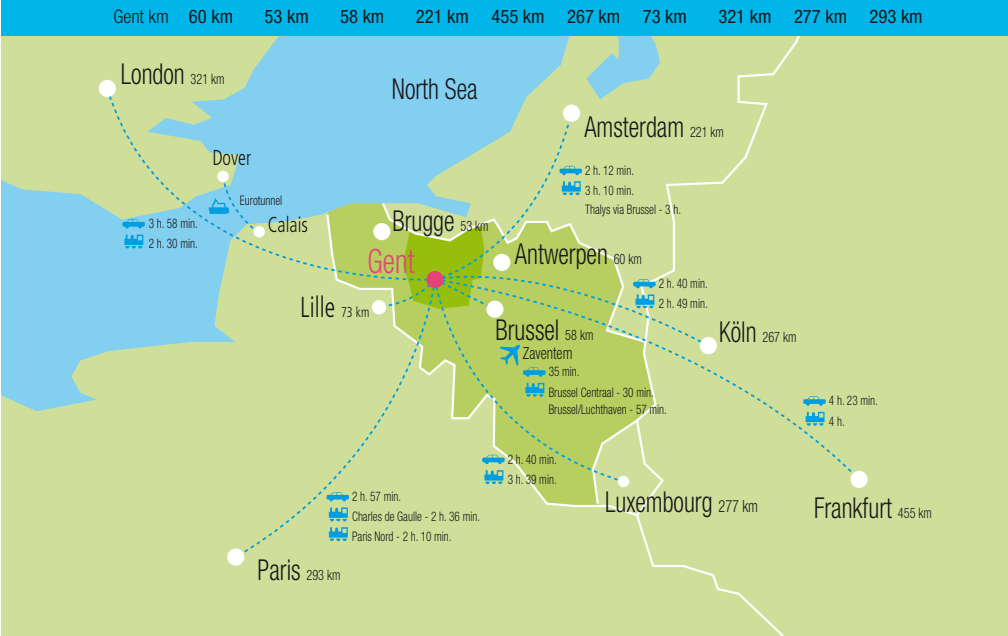 Gent km 60 km 53 km 58 km 221 km 455 km 267 km 73 km 321 km 277 km 293 km
London 321 km
North Sea
Amsterdam 221 km
2 h. 12 min.
3 h. 10 min.
Thalys via Brussel - 3 h.
Dover
Eurotunnel
3 h. 58 min.
2 h. 30 min.
Calais
Brugge 53 km
Gent
Antwerpen 60 km
2 h. 40 min.
2 h. 49 min.
Lille 73 km
Brussel 58 km
Köln 267 km
Zaventem
35 min.
Brussel Centraal - 30 min.
Brussel/Luchthaven - 57 min.
4 h. 23 min.
4 h.
2 h. 40 min.
3 h. 39 min.
Luxembourg 277 km
Frankfurt 455 km
2 h. 57 min.
Charles de Gaulle - 2 h. 36 min.
Paris Nord - 2 h. 10 min.
Paris 293 km